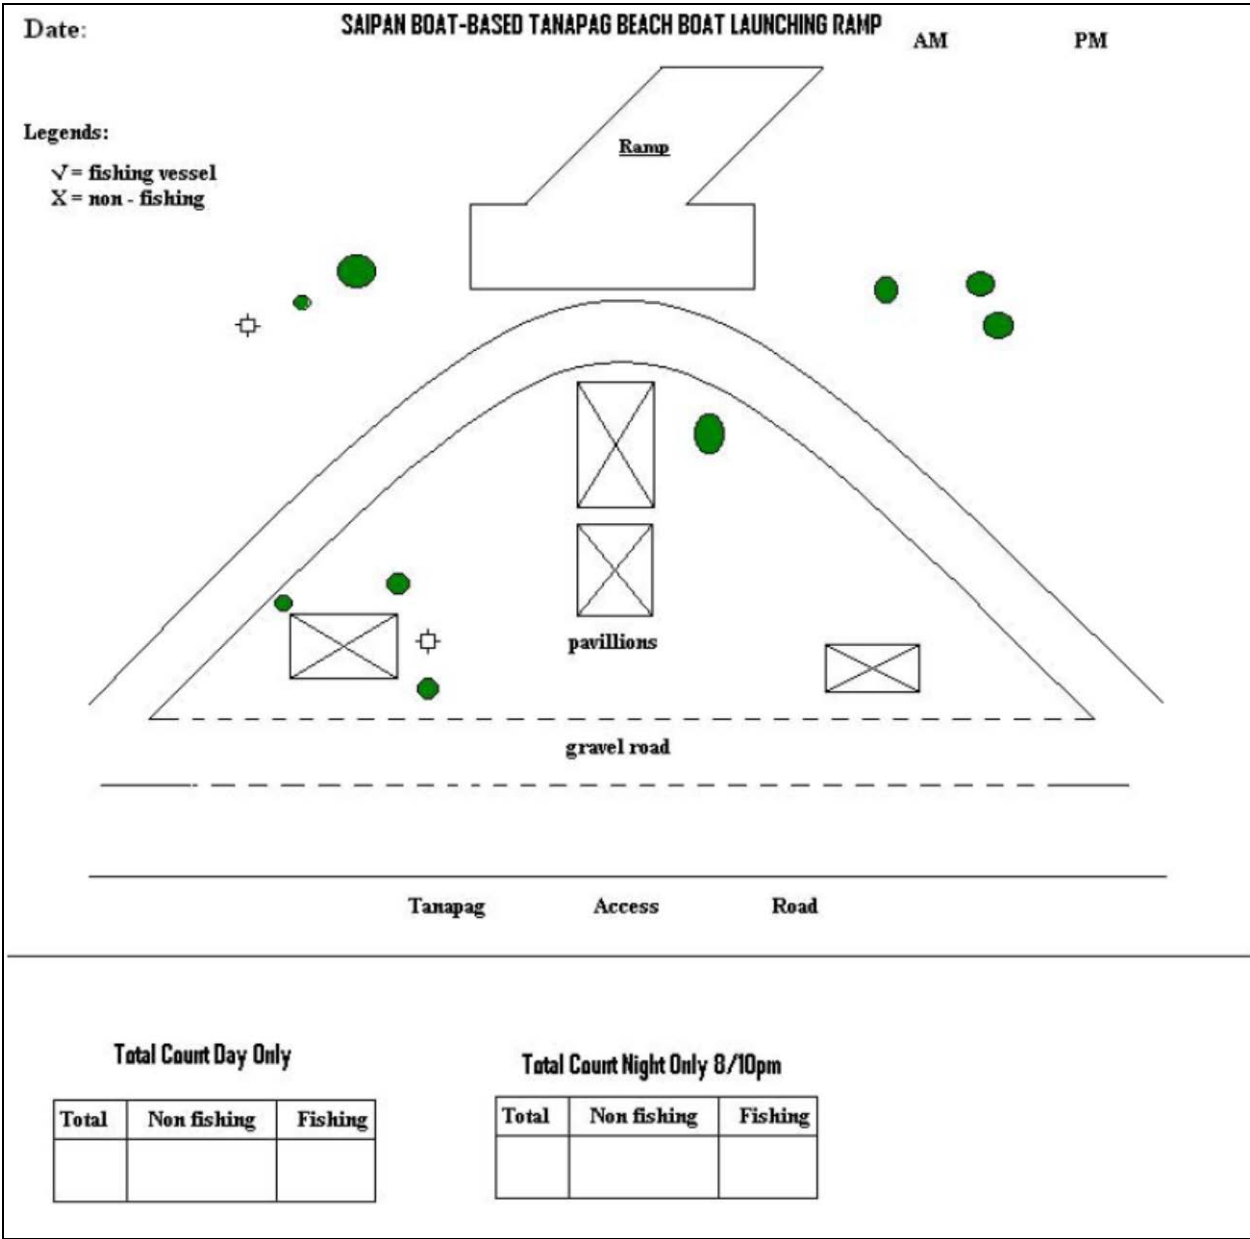 Date:
SAIPAN BOAT-BASED TANAPAG BEACH BOAT LAUNCHING RAMP
AM PM
Legends:
√ = fishing vessel
X = non - fishing
Ramp
pavillions
gravel road
Tanapag Access Road
Total Count Day Only
Total Non fishing Fishing
Total Count Night Only 8/10pm
Total Non fishing Fishing